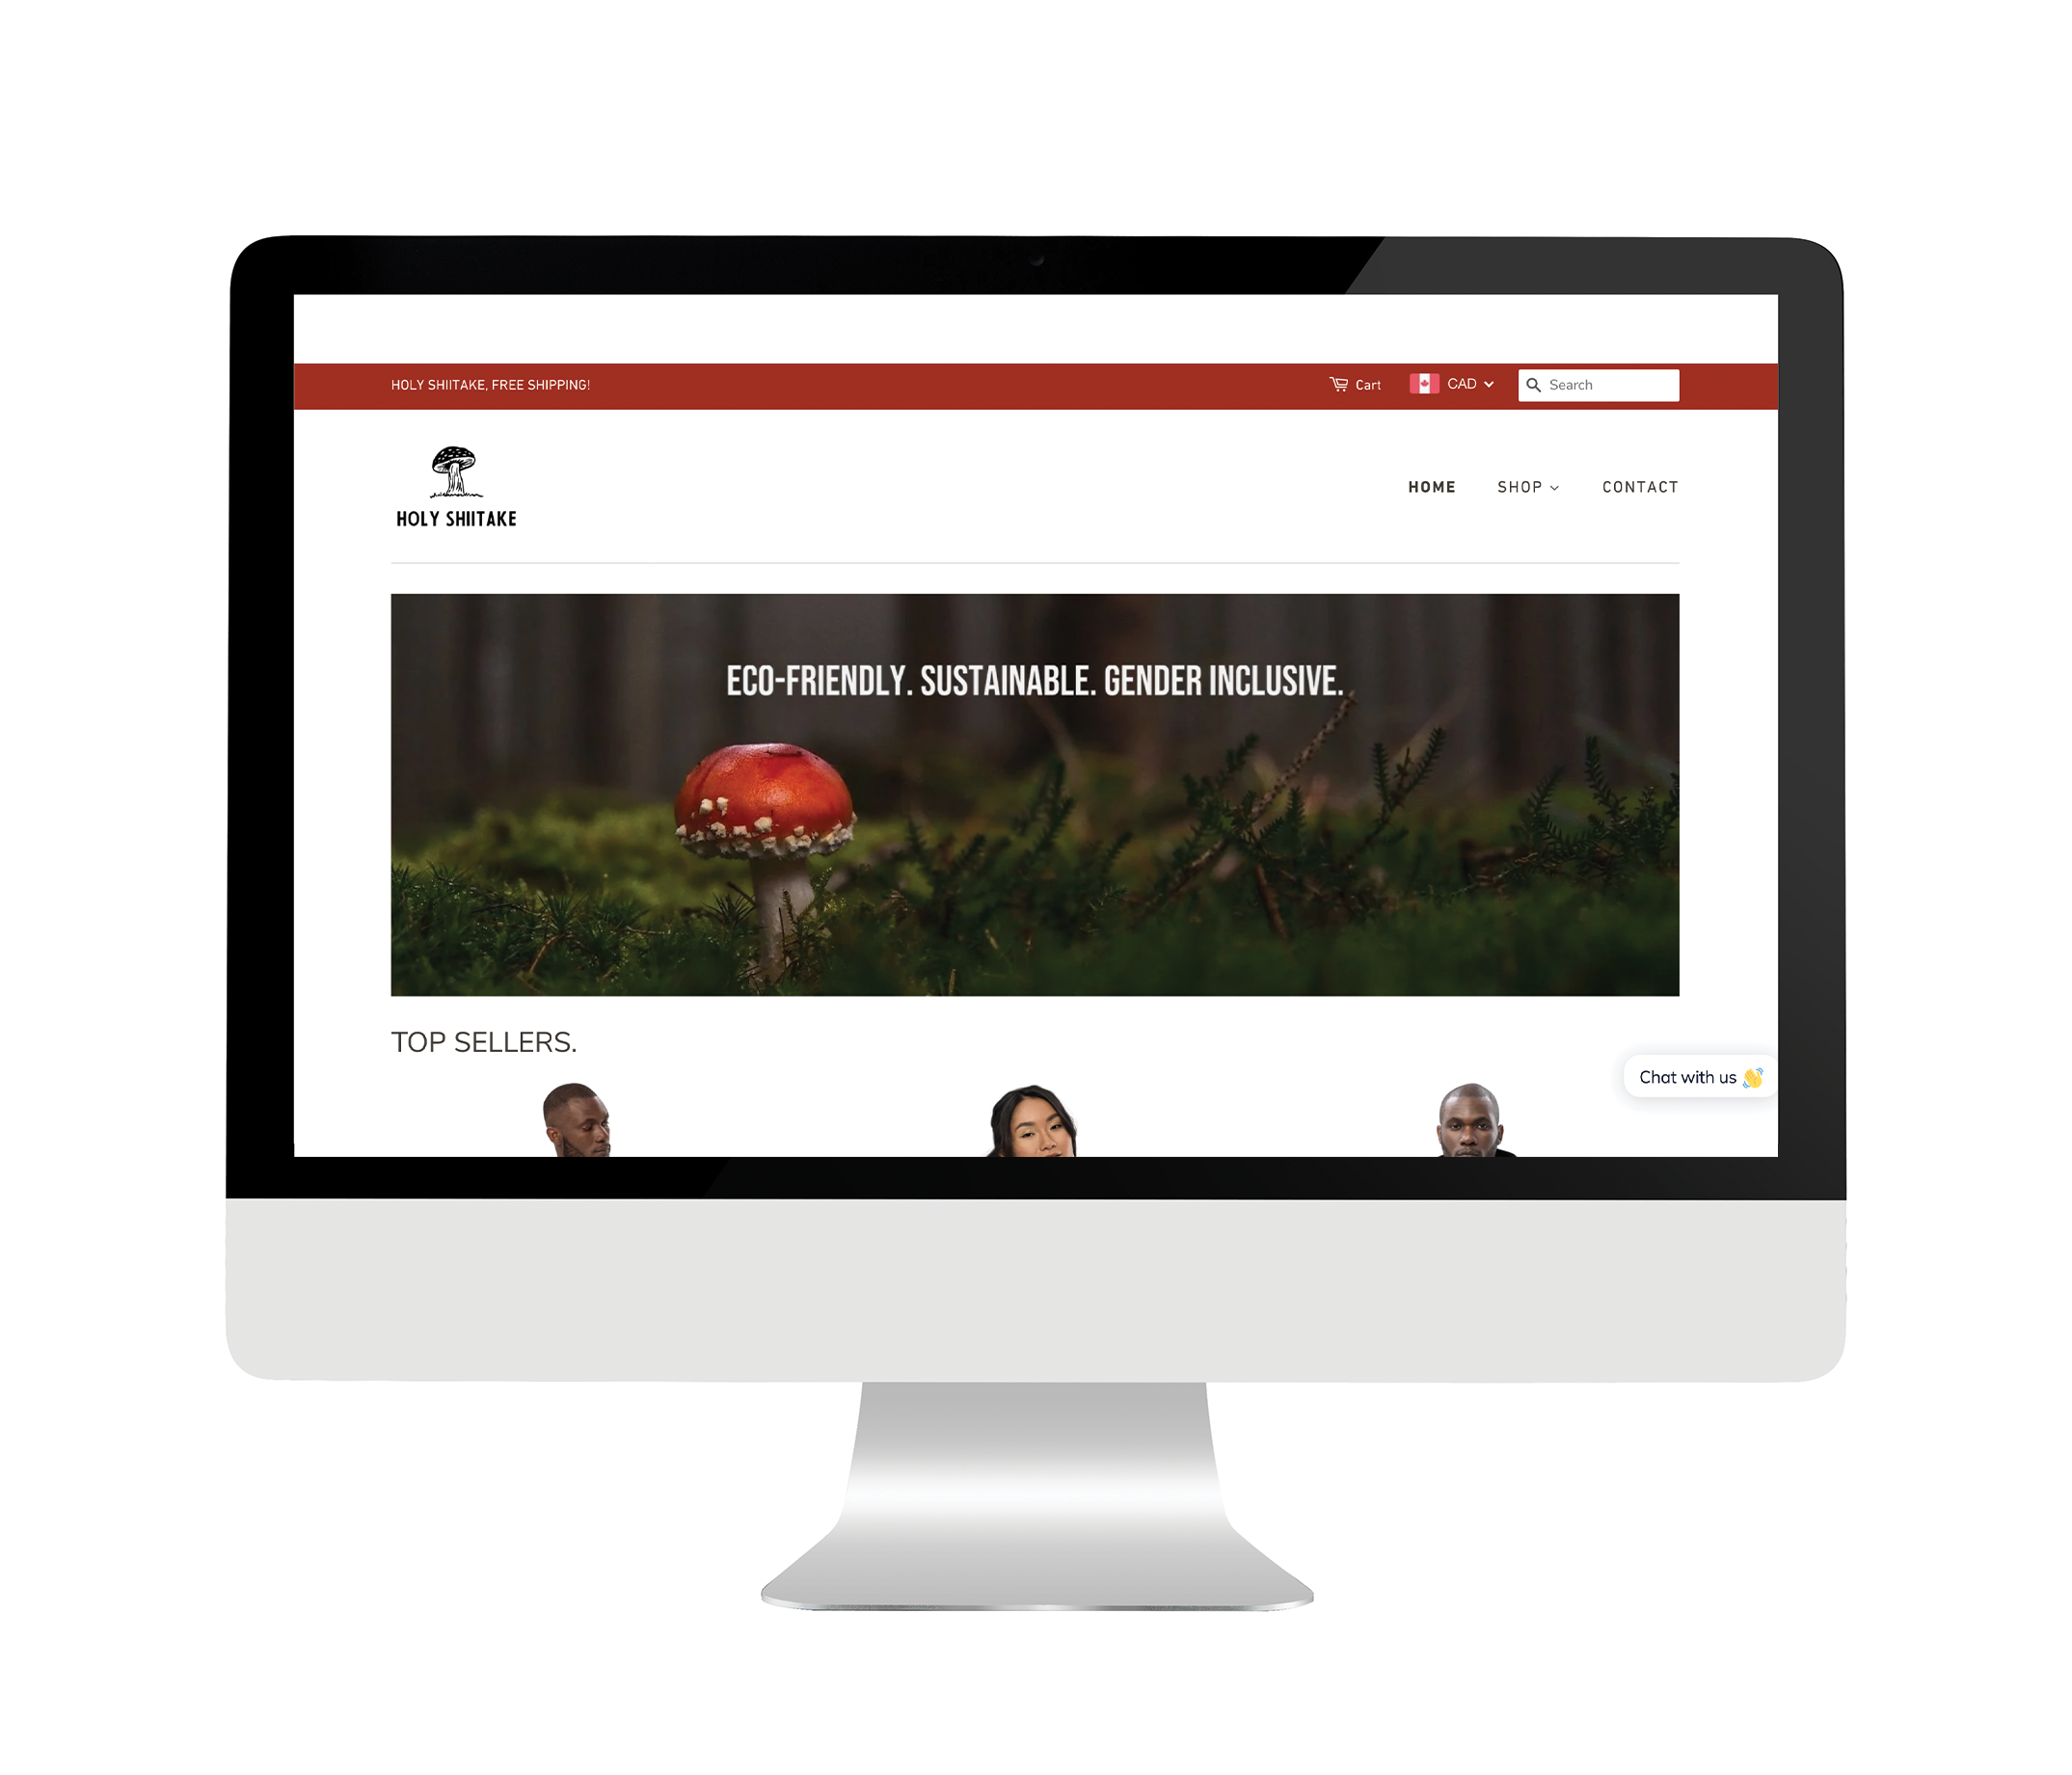 HOLY SHIITAKE, FREE SHIPPING!
Cart
CAD
Search
HOLY SHIITAKE
HOME
SHOP
CONTACT
ECO-FRIENDLY. SUSTAINABLE. GENDER INCLUSIVE.
TOP SELLERS.
Chat with us 👋